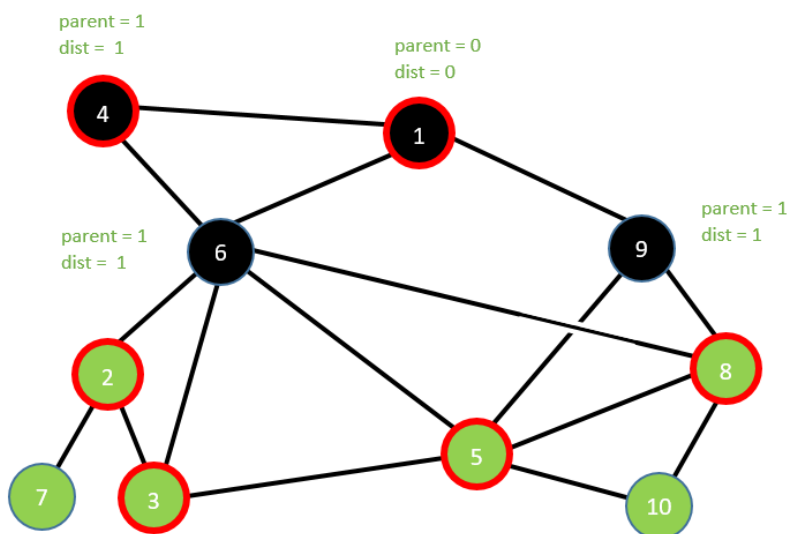 parent = 1
dist =  1
parent = 0
dist = 0
4
1
parent = 1
dist = 1
parent = 1
dist =  1
6
9
2
8
5
7
3
10